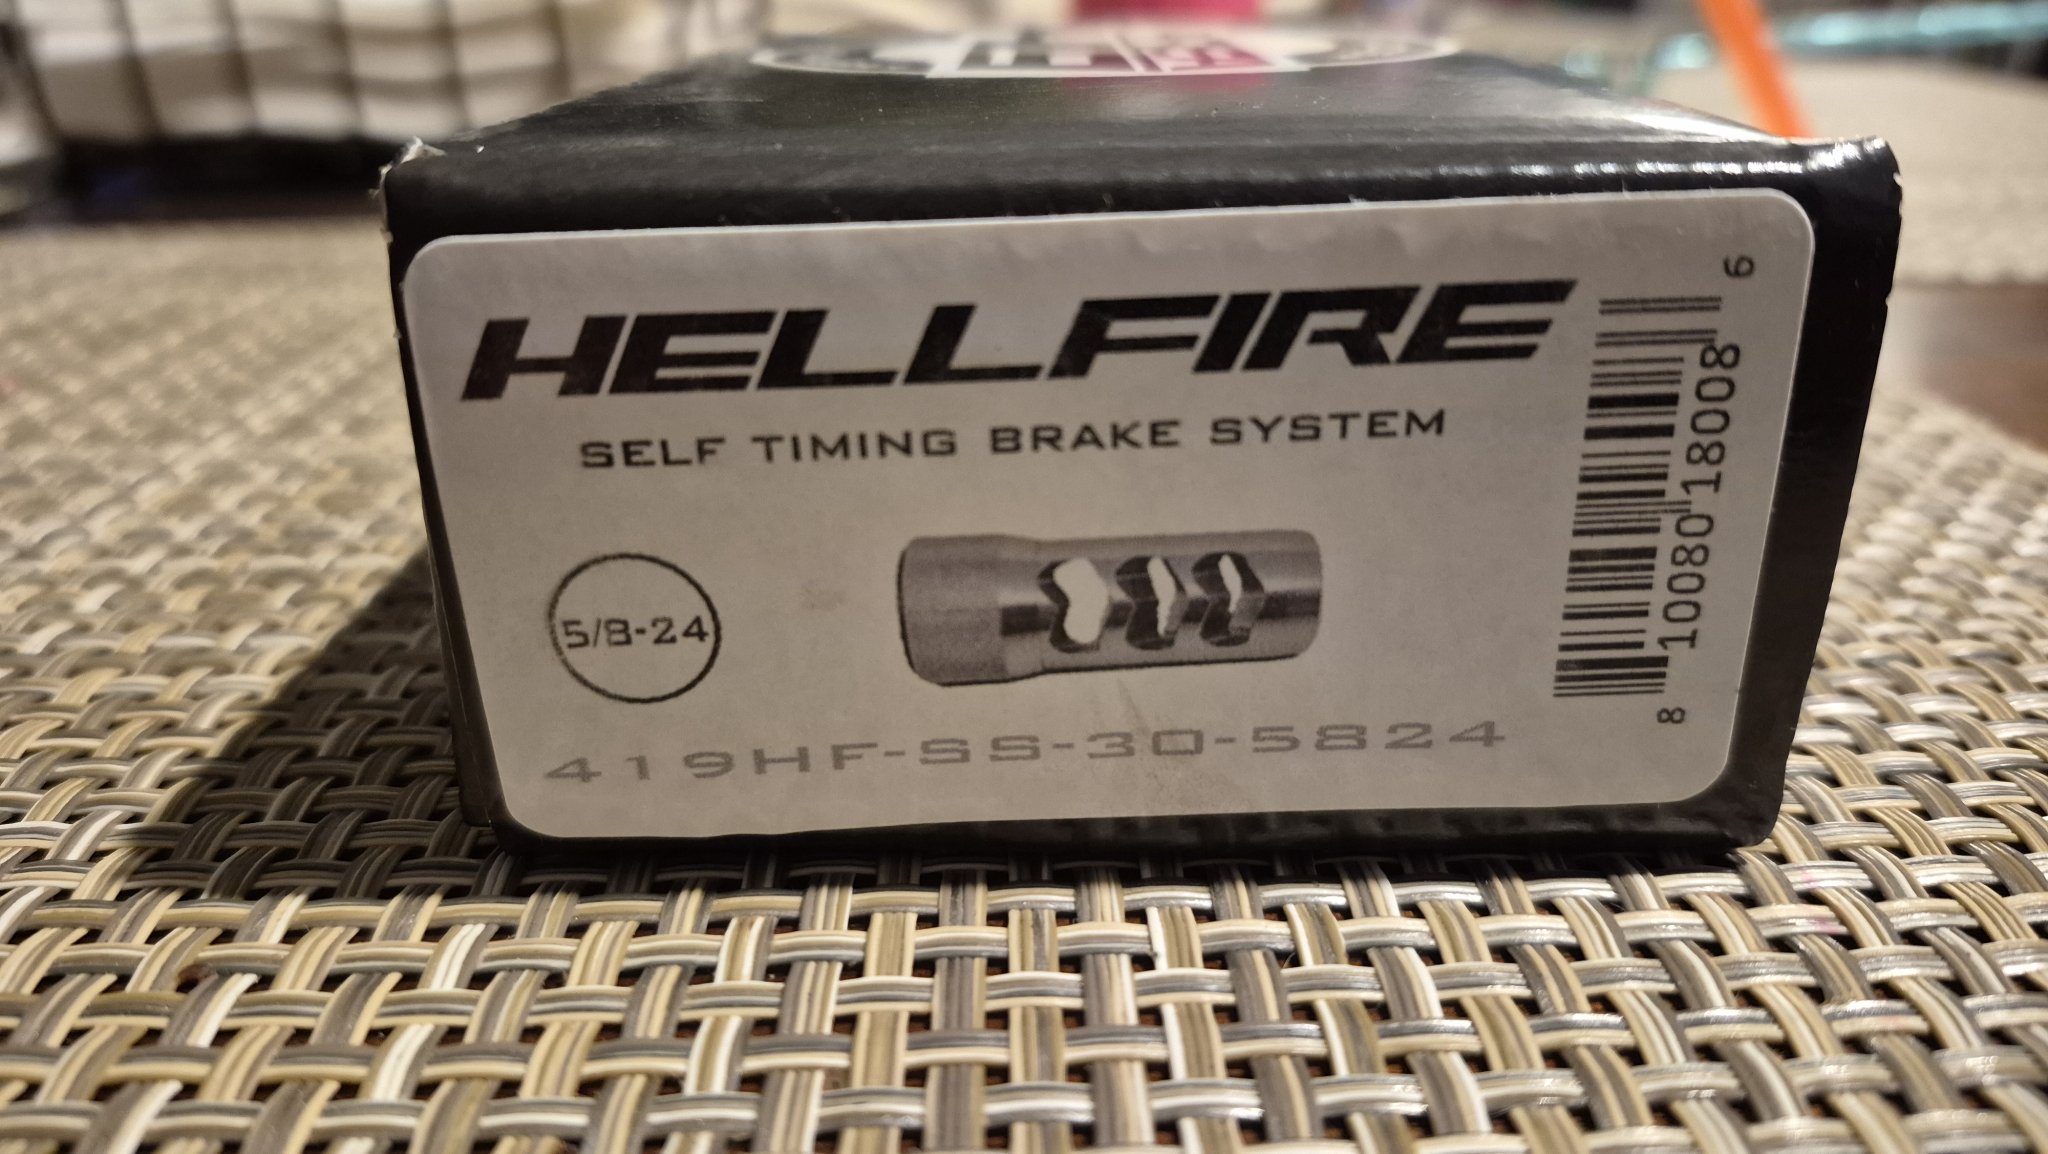 HELLFIRE
SELF TIMING BRAKE SYSTEM
5/8-24
419HF-SS-30-5824
8 10080 18008 6